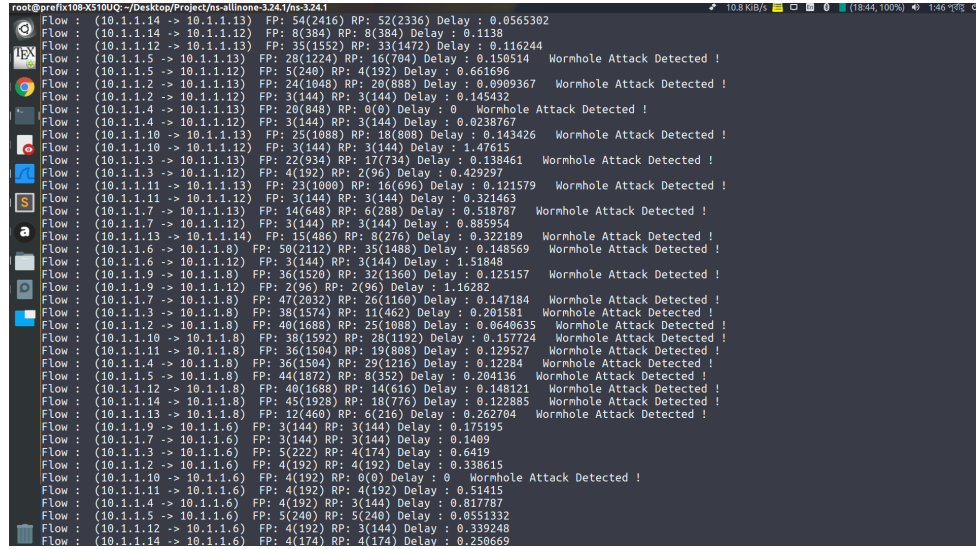 root@prefix108-X510UQ: ~/Desktop/Project/ns-allinone-3.24.1/ns-3.24.1 10.8 KiB/s (18:44, 100%) 1:46 পূর্বাহ্ণ
Flow : (10.1.1.14 -> 10.1.1.13) FP: 54(2416) RP: 52(2336) Delay : 0.0565302
Flow : (10.1.1.14 -> 10.1.1.12) FP: 8(384) RP: 8(384) Delay : 0.1138
Flow : (10.1.1.12 -> 10.1.1.13) FP: 35(1552) RP: 33(1472) Delay : 0.116244
Flow : (10.1.1.5 -> 10.1.1.13) FP: 28(1224) RP: 16(704) Delay : 0.150514 Wormhole Attack Detected !
Flow : (10.1.1.5 -> 10.1.1.12) FP: 5(240) RP: 4(192) Delay : 0.661696
Flow : (10.1.1.2 -> 10.1.1.13) FP: 24(1048) RP: 20(888) Delay : 0.0909367 Wormhole Attack Detected !
Flow : (10.1.1.2 -> 10.1.1.12) FP: 3(144) RP: 3(144) Delay : 0.145432
Flow : (10.1.1.4 -> 10.1.1.13) FP: 20(848) RP: 0(0) Delay : 0 Wormhole Attack Detected !
Flow : (10.1.1.4 -> 10.1.1.12) FP: 3(144) RP: 3(144) Delay : 0.0238767
Flow : (10.1.1.10 -> 10.1.1.13) FP: 25(1088) RP: 18(808) Delay : 0.143426 Wormhole Attack Detected !
Flow : (10.1.1.10 -> 10.1.1.12) FP: 3(144) RP: 3(144) Delay : 1.47615
Flow : (10.1.1.3 -> 10.1.1.13) FP: 22(934) RP: 17(734) Delay : 0.138461 Wormhole Attack Detected !
Flow : (10.1.1.3 -> 10.1.1.12) FP: 4(192) RP: 2(96) Delay : 0.429297
Flow : (10.1.1.11 -> 10.1.1.13) FP: 23(1000) RP: 16(696) Delay : 0.121579 Wormhole Attack Detected !
Flow : (10.1.1.11 -> 10.1.1.12) FP: 3(144) RP: 3(144) Delay : 0.321463
Flow : (10.1.1.7 -> 10.1.1.13) FP: 14(648) RP: 6(288) Delay : 0.518787 Wormhole Attack Detected !
Flow : (10.1.1.7 -> 10.1.1.12) FP: 3(144) RP: 3(144) Delay : 0.885954
Flow : (10.1.1.13 -> 10.1.1.14) FP: 15(486) RP: 8(276) Delay : 0.322189 Wormhole Attack Detected !
Flow : (10.1.1.6 -> 10.1.1.8) FP: 50(2112) RP: 35(1488) Delay : 0.148569 Wormhole Attack Detected !
Flow : (10.1.1.6 -> 10.1.1.12) FP: 3(144) RP: 3(144) Delay : 1.51848
Flow : (10.1.1.9 -> 10.1.1.8) FP: 36(1520) RP: 32(1360) Delay : 0.125157 Wormhole Attack Detected !
Flow : (10.1.1.9 -> 10.1.1.12) FP: 2(96) RP: 2(96) Delay : 1.16282
Flow : (10.1.1.7 -> 10.1.1.8) FP: 47(2032) RP: 26(1160) Delay : 0.147184 Wormhole Attack Detected !
Flow : (10.1.1.3 -> 10.1.1.8) FP: 38(1574) RP: 11(462) Delay : 0.201581 Wormhole Attack Detected !
Flow : (10.1.1.2 -> 10.1.1.8) FP: 40(1688) RP: 25(1088) Delay : 0.0640635 Wormhole Attack Detected !
Flow : (10.1.1.10 -> 10.1.1.8) FP: 38(1592) RP: 28(1192) Delay : 0.157724 Wormhole Attack Detected !
Flow : (10.1.1.11 -> 10.1.1.8) FP: 36(1504) RP: 19(808) Delay : 0.129527 Wormhole Attack Detected !
Flow : (10.1.1.4 -> 10.1.1.8) FP: 36(1504) RP: 29(1216) Delay : 0.12284 Wormhole Attack Detected !
Flow : (10.1.1.5 -> 10.1.1.8) FP: 44(1872) RP: 8(352) Delay : 0.204136 Wormhole Attack Detected !
Flow : (10.1.1.12 -> 10.1.1.8) FP: 40(1688) RP: 14(616) Delay : 0.148121 Wormhole Attack Detected !
Flow : (10.1.1.14 -> 10.1.1.8) FP: 45(1928) RP: 18(776) Delay : 0.122885 Wormhole Attack Detected !
Flow : (10.1.1.13 -> 10.1.1.8) FP: 12(460) RP: 6(216) Delay : 0.262704 Wormhole Attack Detected !
Flow : (10.1.1.9 -> 10.1.1.6) FP: 3(144) RP: 3(144) Delay : 0.175195
Flow : (10.1.1.7 -> 10.1.1.6) FP: 3(144) RP: 3(144) Delay : 0.1409
Flow : (10.1.1.3 -> 10.1.1.6) FP: 5(222) RP: 4(174) Delay : 0.6419
Flow : (10.1.1.2 -> 10.1.1.6) FP: 4(192) RP: 4(192) Delay : 0.338615
Flow : (10.1.1.10 -> 10.1.1.6) FP: 4(192) RP: 0(0) Delay : 0 Wormhole Attack Detected !
Flow : (10.1.1.11 -> 10.1.1.6) FP: 4(192) RP: 4(192) Delay : 0.51415
Flow : (10.1.1.4 -> 10.1.1.6) FP: 4(192) RP: 3(144) Delay : 0.817787
Flow : (10.1.1.5 -> 10.1.1.6) FP: 5(240) RP: 5(240) Delay : 0.0551332
Flow : (10.1.1.12 -> 10.1.1.6) FP: 4(192) RP: 3(144) Delay : 0.339248
Flow : (10.1.1.14 -> 10.1.1.6) FP: 4(174) RP: 4(174) Delay : 0.250669